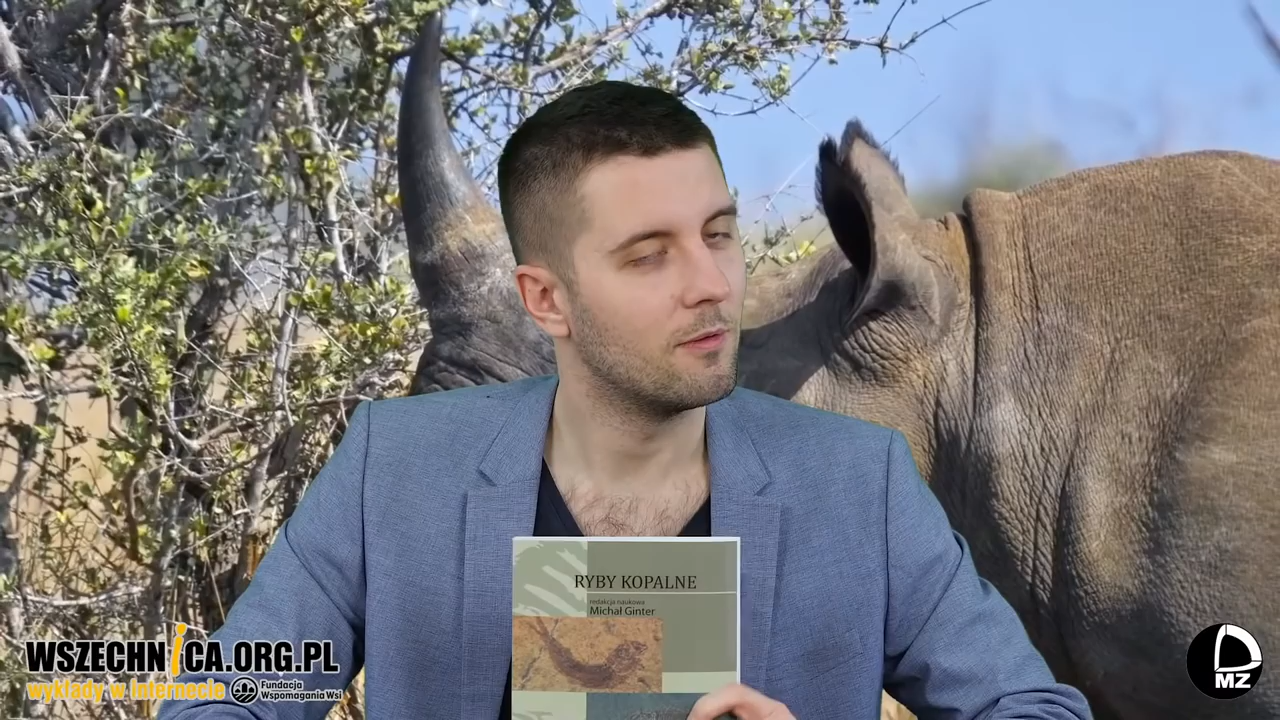 RYBY KOPALNE
redakcja naukowa
Michał Ginter
WSZECHNICA.ORG.PL
wykłady w Internecie
Fundacja
Wspomagania Wsi
MZ